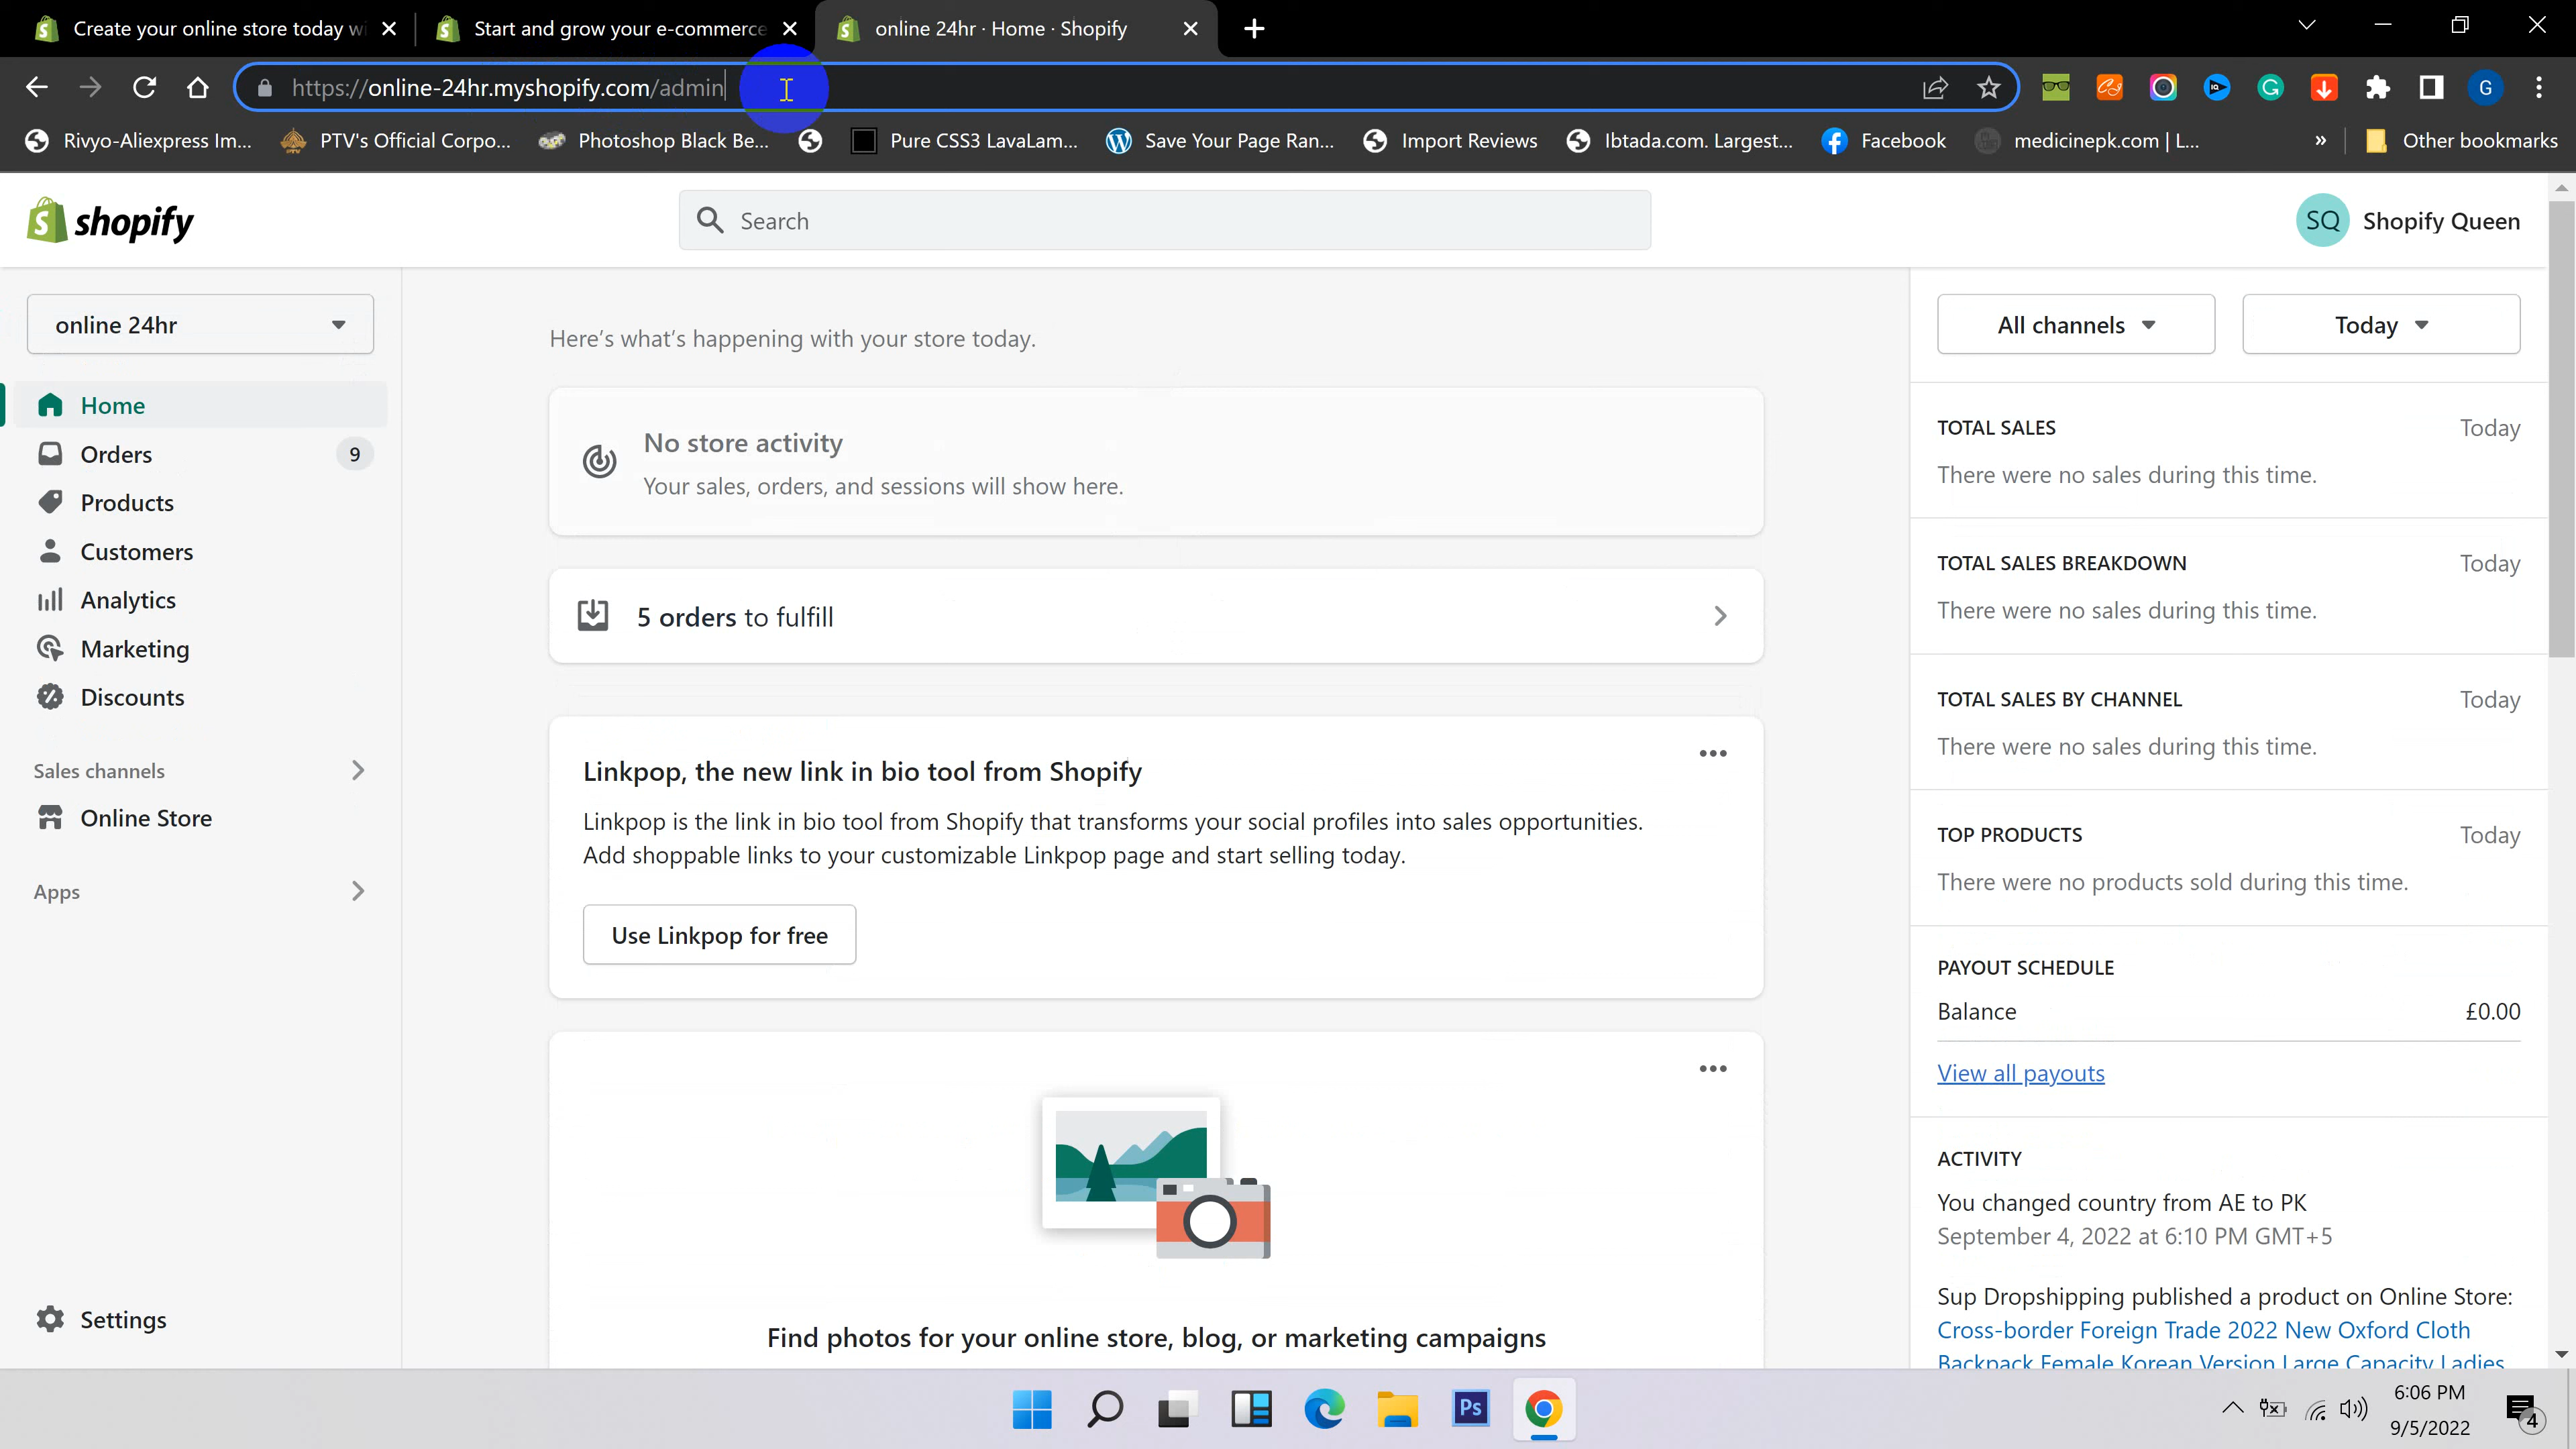 Create your online store today wi
Start and grow your e-commerce
online 24hr · Home · Shopify
https://online-24hr.myshopify.com/admin
Rivyo-Aliexpress Im...
PTV's Official Corpo...
Photoshop Black Be...
Pure CSS3 LavaLam...
Save Your Page Ran...
Import Reviews
Ibtada.com. Largest...
Facebook
medicinepk.com | L...
»
Other bookmarks
shopify
Search
SQ
Shopify Queen
online 24hr
Home
Orders
9
Products
Customers
Analytics
Marketing
Discounts
Sales channels
Online Store
Apps
Settings
Here's what's happening with your store today.
No store activity
Your sales, orders, and sessions will show here.
5 orders to fulfill
Linkpop, the new link in bio tool from Shopify
Linkpop is the link in bio tool from Shopify that transforms your social profiles into sales opportunities.
Add shoppable links to your customizable Linkpop page and start selling today.
Use Linkpop for free
Find photos for your online store, blog, or marketing campaigns
All channels
Today
TOTAL SALES
Today
There were no sales during this time.
TOTAL SALES BREAKDOWN
Today
There were no sales during this time.
TOTAL SALES BY CHANNEL
Today
There were no sales during this time.
TOP PRODUCTS
Today
There were no products sold during this time.
PAYOUT SCHEDULE
Balance
£0.00
View all payouts
ACTIVITY
You changed country from AE to PK
September 4, 2022 at 6:10 PM GMT+5
Sup Dropshipping published a product on Online Store:
Cross-border Foreign Trade 2022 New Oxford Cloth
Backpack Female Korean Version Large Capacity Ladies
Ps
6:06 PM
9/5/2022
4
G